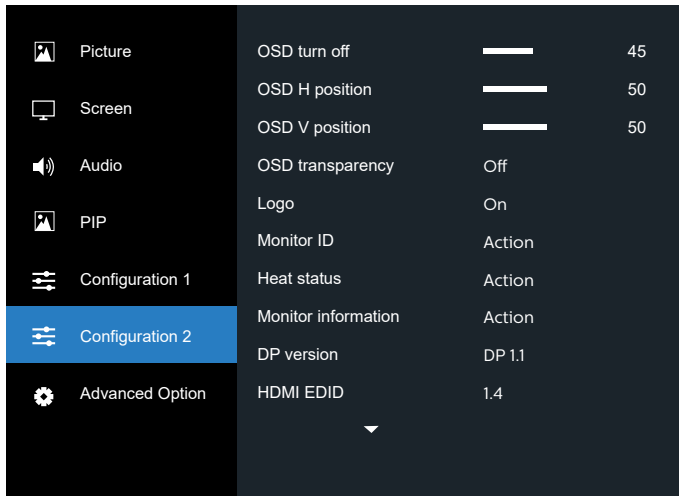 Picture
Screen
Audio
PIP
Configuration 1
Configuration 2
Advanced Option
OSD turn off 45
OSD H position 50
OSD V position 50
OSD transparency Off
Logo On
Monitor ID Action
Heat status Action
Monitor information Action
DP version DP 1.1
HDMI EDID 1.4